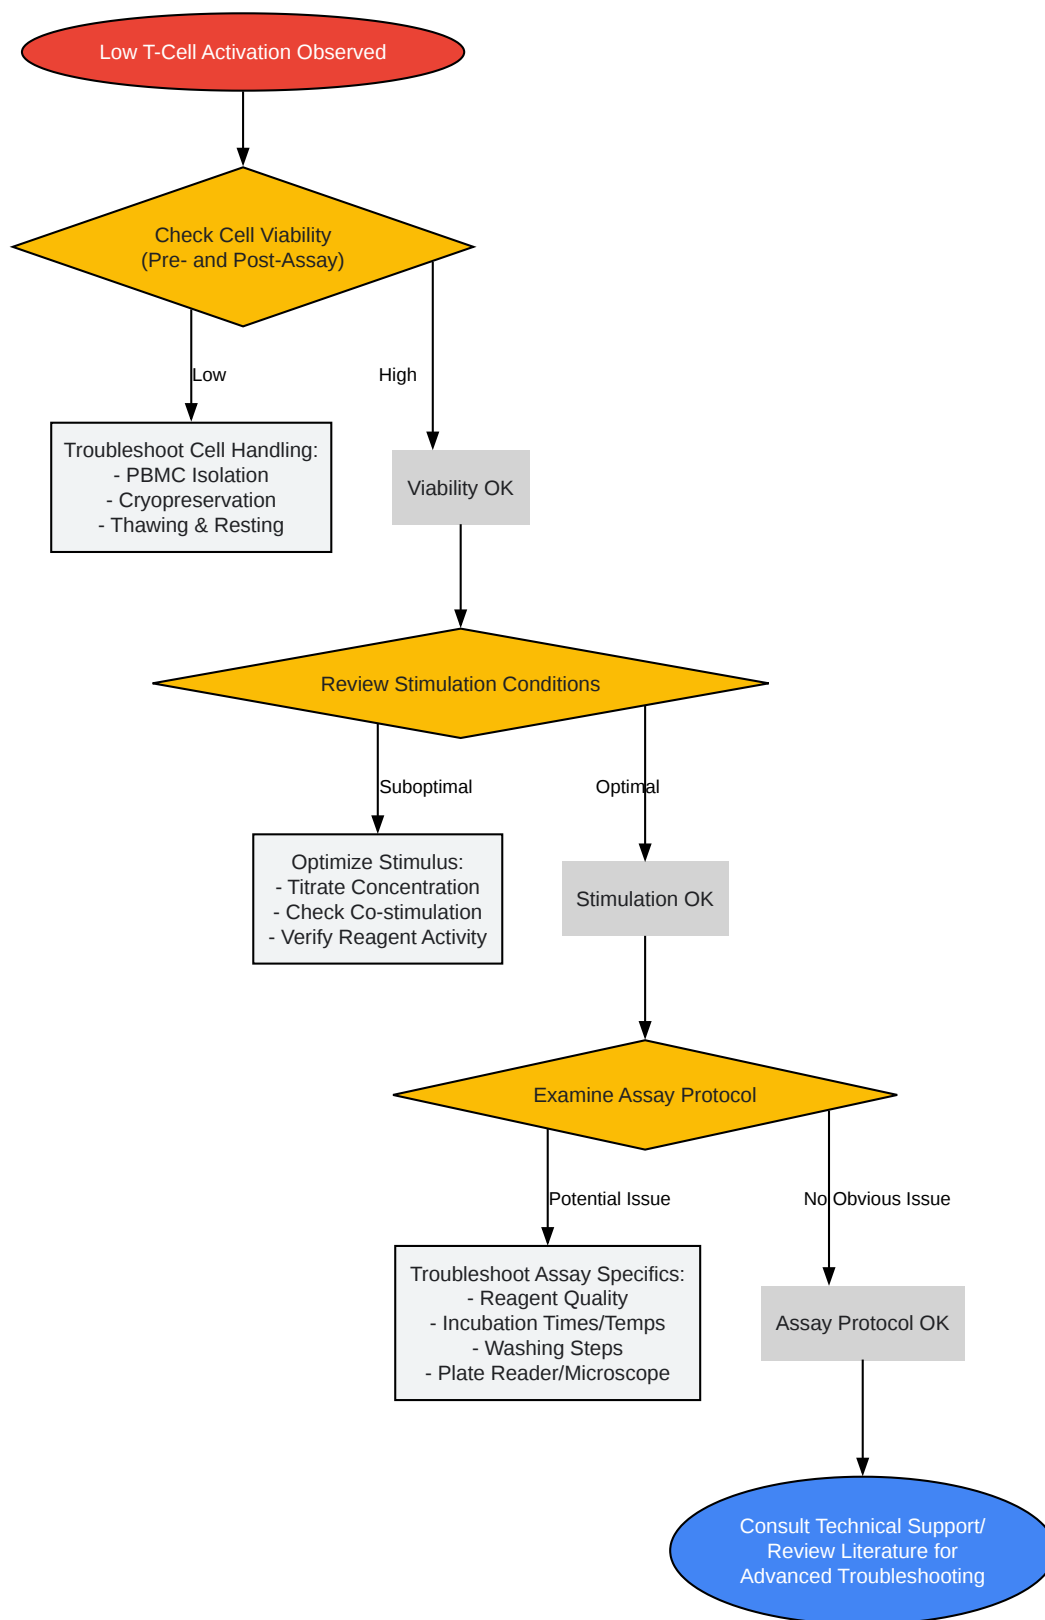 Low T-Cell Activation Observed
Check Cell Viability
(Pre- and Post-Assay)
Low
High
Troubleshoot Cell Handling:
- PBMC Isolation
- Cryopreservation
- Thawing & Resting
Viability OK
Review Stimulation Conditions
Suboptimal
Optimal
Optimize Stimulus:
- Titrate Concentration
- Check Co-stimulation
- Verify Reagent Activity
Stimulation OK
Examine Assay Protocol
Potential Issue
No Obvious Issue
Troubleshoot Assay Specifics:
- Reagent Quality
- Incubation Times/Temps
- Washing Steps
- Plate Reader/Microscope
Assay Protocol OK
Consult Technical Support/
Review Literature for
Advanced Troubleshooting